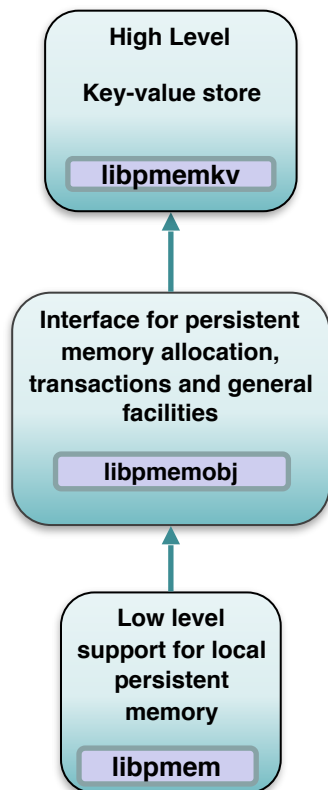 High Level
Key-value store
libpmemkv
Interface for persistent
memory allocation,
transactions and general
facilities
libpmemobj
Low level
support for local
persistent
memory
libpmem